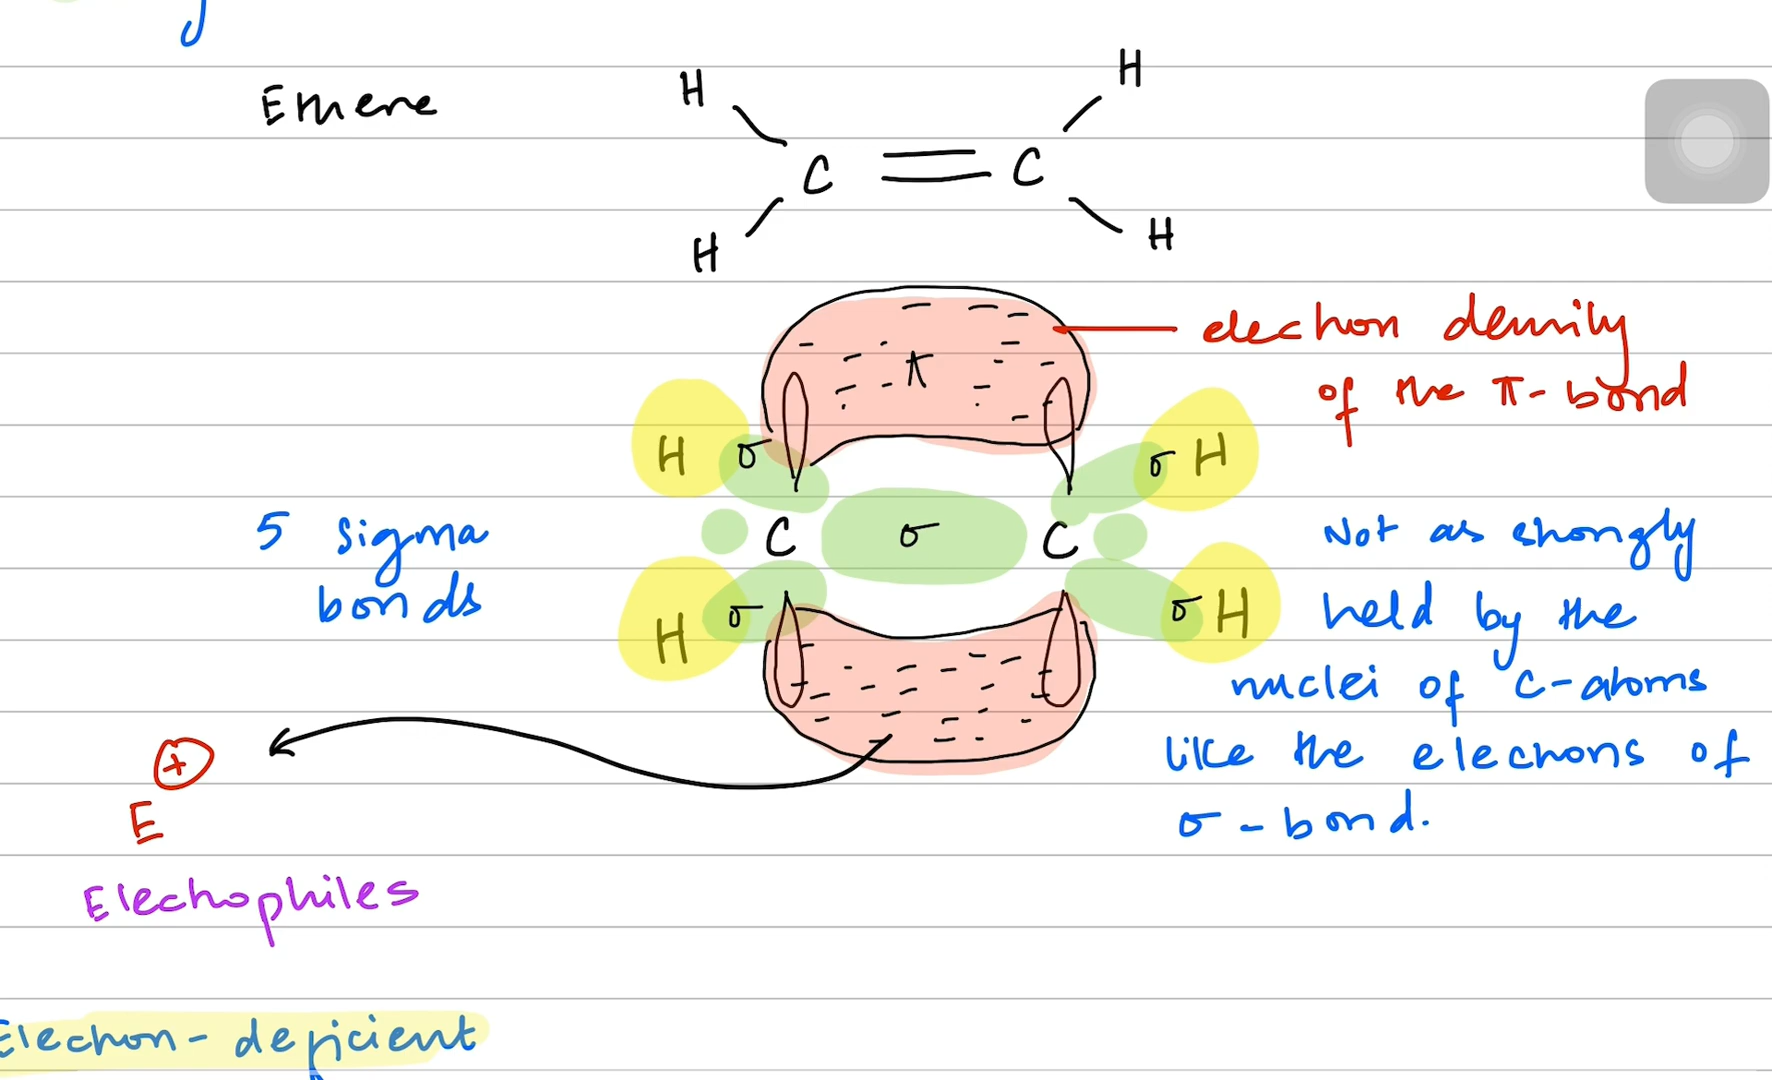 Ethene
H H
C = C
H H
π
electron density
of the π-bond
H σ σ H
C σ C
H σ σ H
5 sigma
bonds
Not as strongly
held by the
nuclei of C-atoms
like the electrons of
σ-bond.
+
E
Electrophiles
Electron-deficient